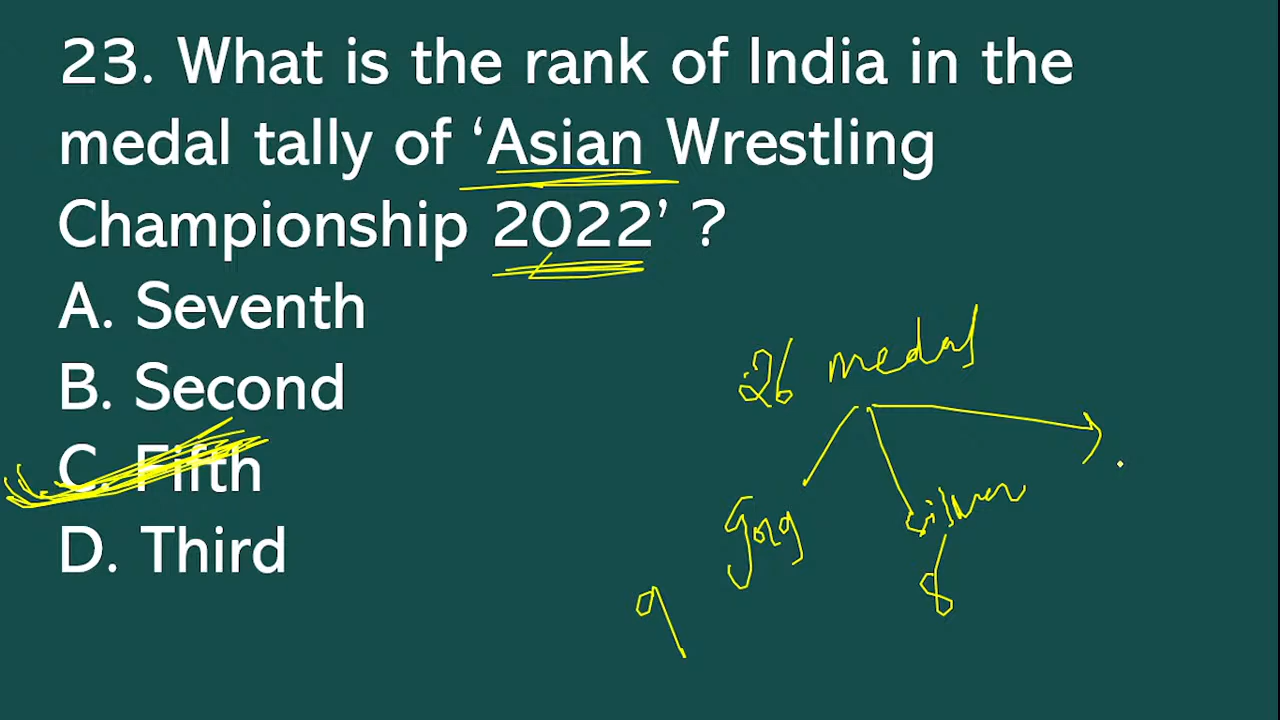 23. What is the rank of India in the
medal tally of ‘Asian Wrestling
Championship 2022’ ?
A. Seventh
B. Second
C. Fifth
D. Third
26 medal
silver
9
8